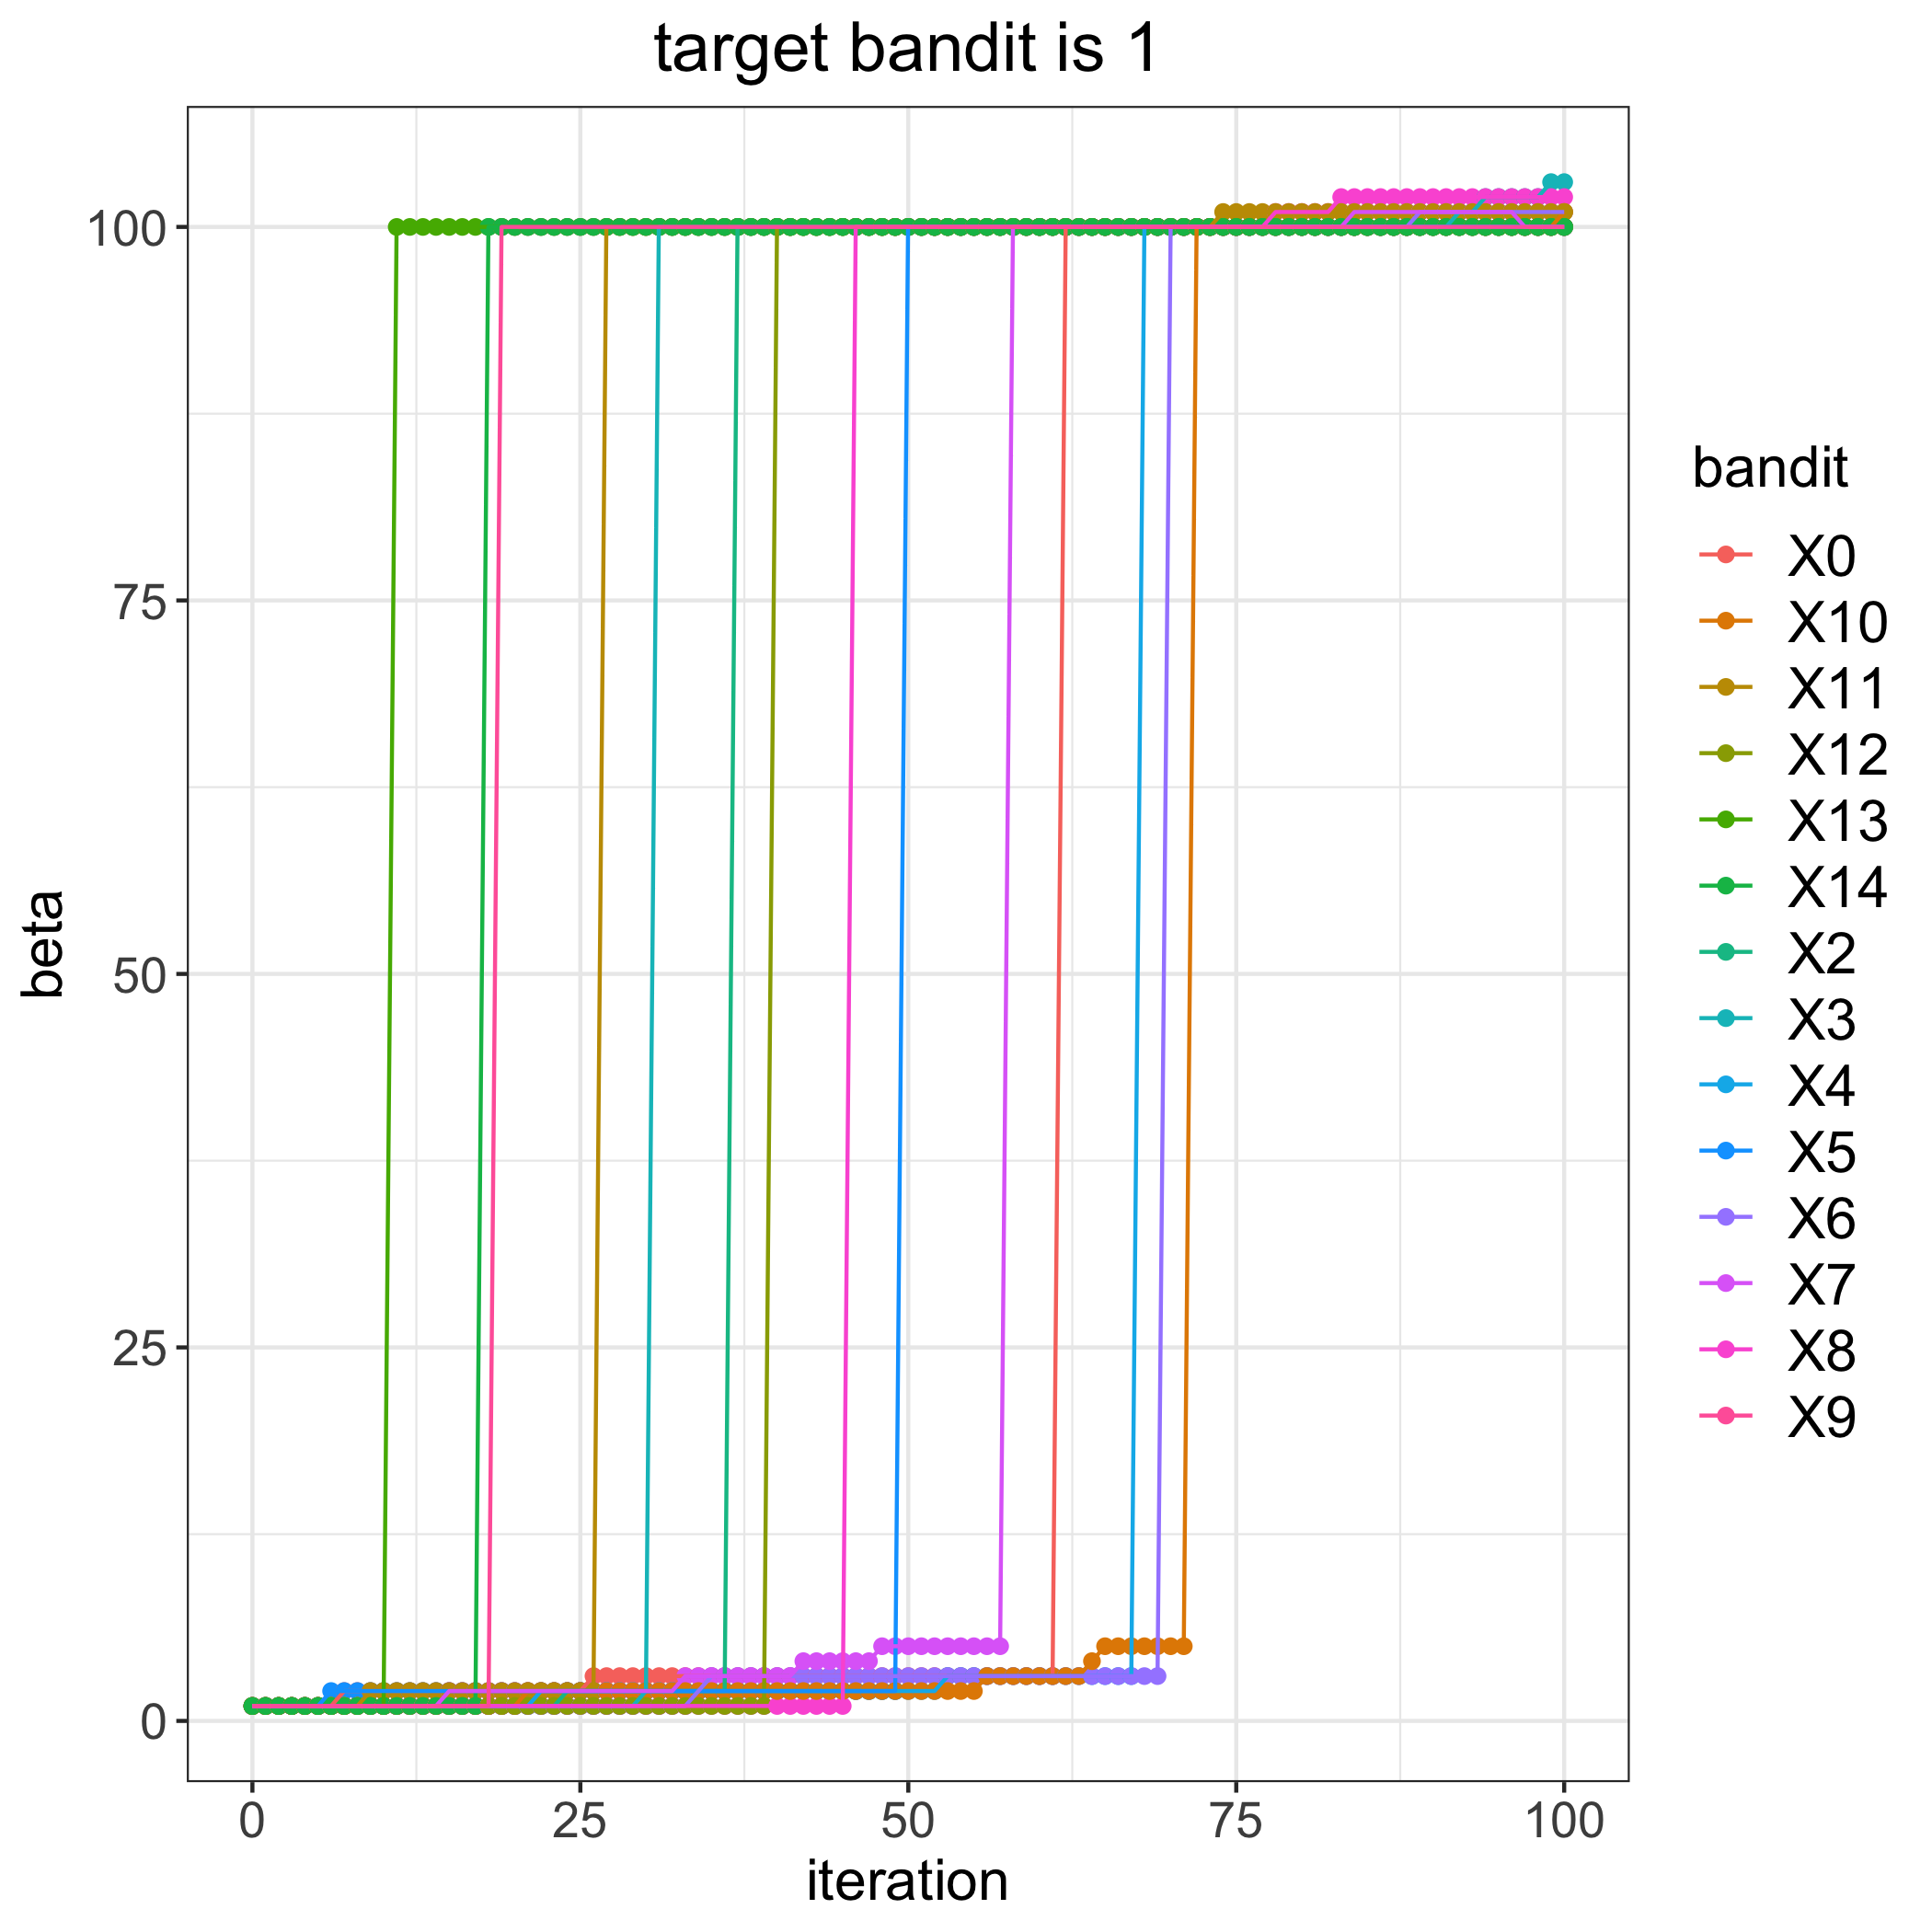 target bandit is 1
100
75
50
25
0
beta
0 25 50 75 100
iteration
bandit
X0
X10
X11
X12
X13
X14
X2
X3
X4
X5
X6
X7
X8
X9